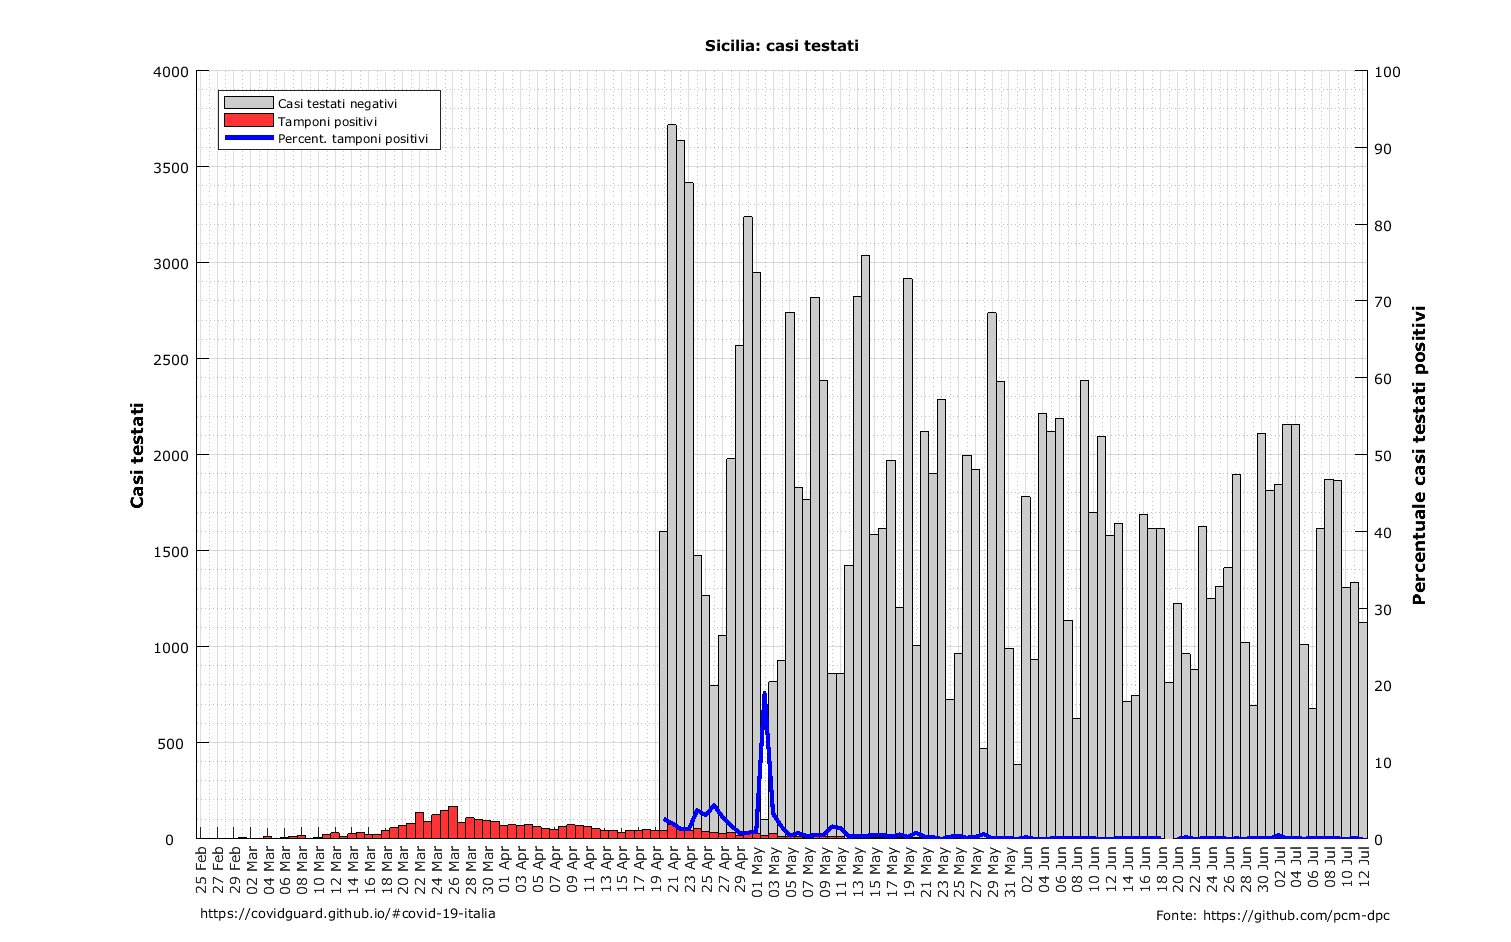 Sicilia: casi testati
4000
3500
3000
2500
2000
1500
1000
500
0
Casi testati
Casi testati negativi
Tamponi positivi
Percent. tamponi positivi
100
90
80
70
60
50
40
30
20
10
0
Percentuale casi testati positivi
25 Feb
27 Feb
29 Feb
02 Mar
04 Mar
06 Mar
08 Mar
10 Mar
12 Mar
14 Mar
16 Mar
18 Mar
20 Mar
22 Mar
24 Mar
26 Mar
28 Mar
30 Mar
01 Apr
03 Apr
05 Apr
07 Apr
09 Apr
11 Apr
13 Apr
15 Apr
17 Apr
19 Apr
21 Apr
23 Apr
25 Apr
27 Apr
29 Apr
01 May
03 May
05 May
07 May
09 May
11 May
13 May
15 May
17 May
19 May
21 May
23 May
25 May
27 May
29 May
31 May
02 Jun
04 Jun
06 Jun
08 Jun
10 Jun
12 Jun
14 Jun
16 Jun
18 Jun
20 Jun
22 Jun
24 Jun
26 Jun
28 Jun
30 Jun
02 Jul
04 Jul
06 Jul
08 Jul
10 Jul
12 Jul
https://covidguard.github.io/#covid-19-italia
Fonte: https://github.com/pcm-dpc